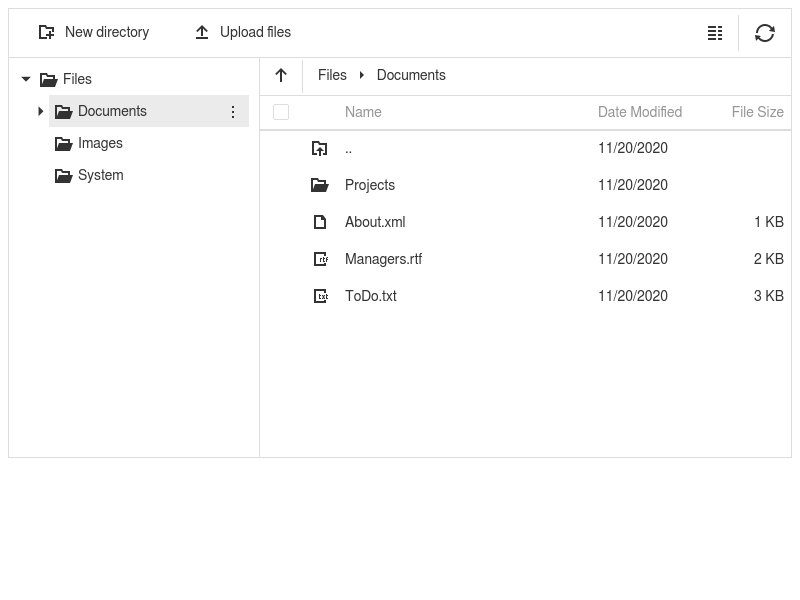 New directory Upload files
Files
Documents
Images
System
Files Documents
Name Date Modified File Size
.. 11/20/2020
Projects 11/20/2020
About.xml 11/20/2020 1 KB
Managers.rtf 11/20/2020 2 KB
ToDo.txt 11/20/2020 3 KB